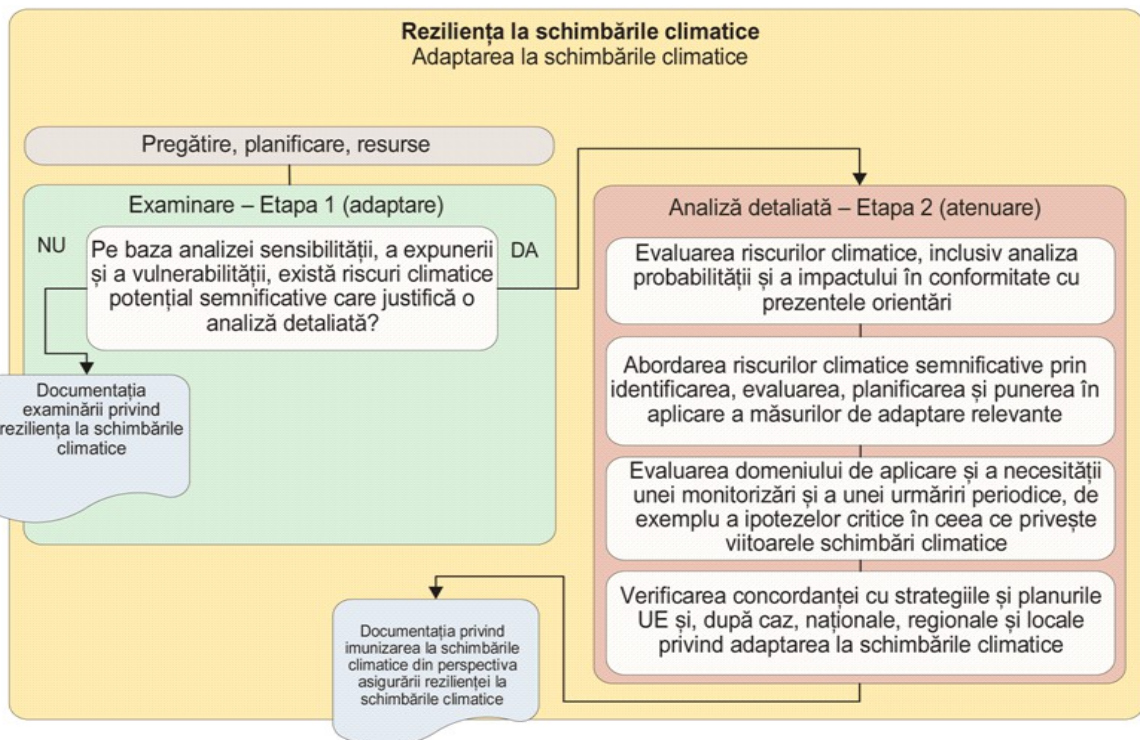 Reziliența la schimbările climatice
Adaptarea la schimbările climatice
Pregătire, planificare, resurse
Examinare – Etapa 1 (adaptare)
NU
Pe baza analizei sensibilității, a expunerii
și a vulnerabilității, există riscuri climatice
potențial semnificative care justifică o
analiză detaliată?
DA
Documentația
examinării privind
reziliența la schimbările
climatice
Analiză detaliată – Etapa 2 (atenuare)
Evaluarea riscurilor climatice, inclusiv analiza
probabilității și a impactului în conformitate cu
prezentele orientări
Abordarea riscurilor climatice semnificative prin
identificarea, evaluarea, planificarea și punerea în
aplicare a măsurilor de adaptare relevante
Evaluarea domeniului de aplicare și a necesității
unei monitorizări și a unei urmăriri periodice, de
exemplu a ipotezelor critice în ceea ce privește
viitoarele schimbări climatice
Verificarea concordanței cu strategiile și planurile
UE și, după caz, naționale, regionale și locale
privind adaptarea la schimbările climatice
Documentația privind
imunizarea la schimbările
climatice din perspectiva
asigurării rezilienței la
schimbările climatice